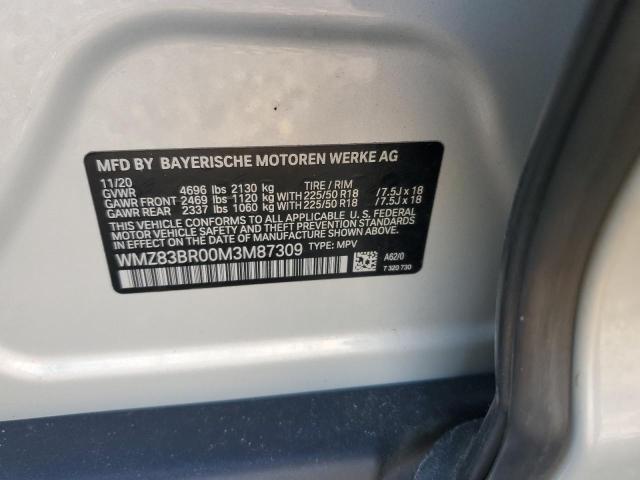 MFD BY BAYERISCHE MOTOREN WERKE AG
11/20 TIRE / RIM
GVWR 4696 lbs 2130 kg
GAWR FRONT 2469 lbs 1120 kg WITH 225/50 R18 /7.5J x 18
GAWR REAR 2337 lbs 1060 kg WITH 225/50 R18 /7.5J x 18
THIS VEHICLE CONFORMS TO ALL APPLICABLE U.S. FEDERAL
MOTOR VEHICLE SAFETY, BUMPER, AND THEFT PREVENTION
STANDARDS IN EFFECT ON THE DATE OF MANUFACTURE SHOWN ABOVE.
WMZ83BR00M3M87309 TYPE: MPV
A62/0
7 320 730